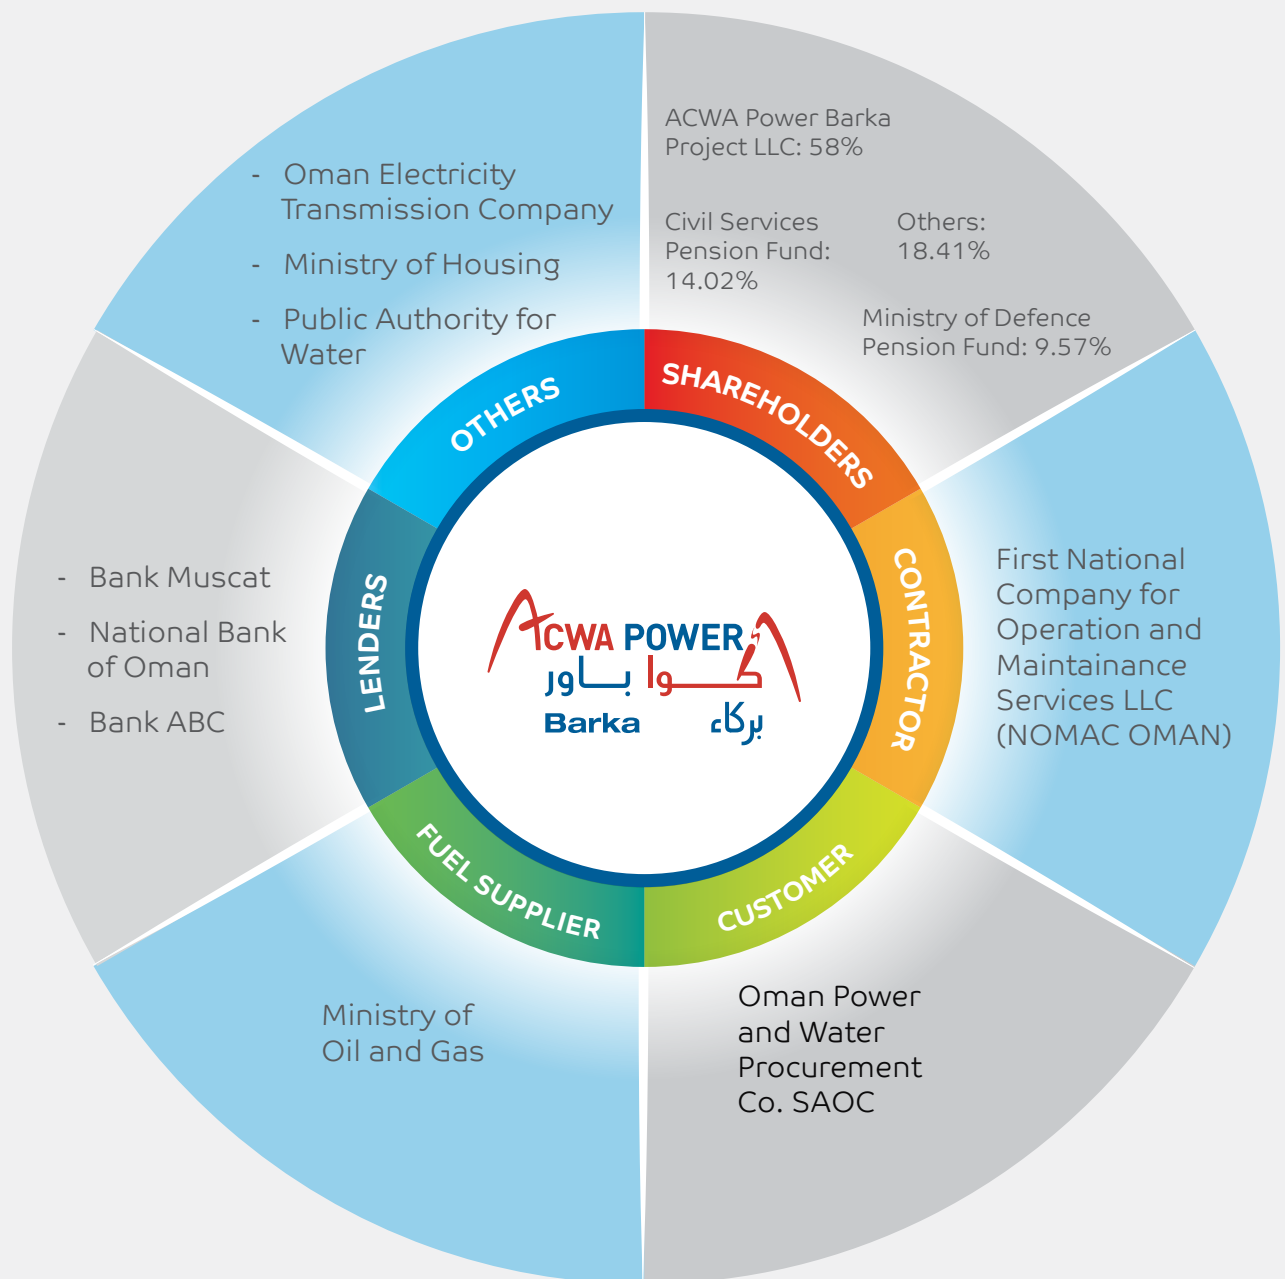 ACWA Power Barka
Project LLC: 58%
Civil Services
Pension Fund:
14.02%
Others:
18.41%
Ministry of Defence
Pension Fund: 9.57%
SHAREHOLDERS
First National
Company for
Operation and
Maintainance
Services LLC
(NOMAC OMAN)
CONTRACTOR
Oman Power
and Water
Procurement
Co. SAOC
CUSTOMER
Ministry of
Oil and Gas
FUEL SUPPLIER
- Bank Muscat
- National Bank
of Oman
- Bank ABC
LENDERS
- Oman Electricity
Transmission Company
- Ministry of Housing
- Public Authority for
Water
OTHERS
ACWA POWER
أكوا باور
Barka بركاء